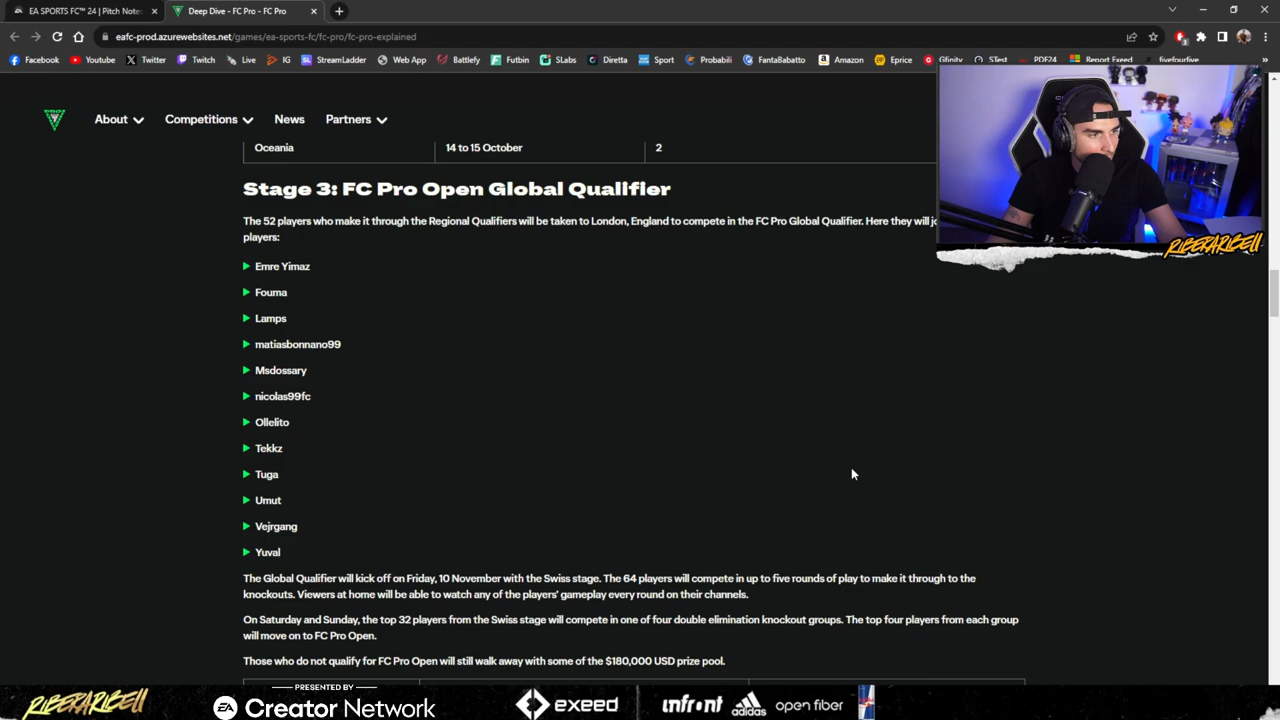 EA SPORTS FC™ 24 | Pitch Notes
Deep Dive - FC Pro - FC Pro
eafc-prod.azurewebsites.net/games/ea-sports-fc/fc-pro/fc-pro-explained
Facebook Youtube Twitter Twitch Live IG StreamLadder Web App Battlefy Futbin SLabs Diretta Sport Probabili FantaBabatto Amazon Eprice Gfinity STest PDF24 Report Exeed fivefourfive
About Competitions News Partners
Oceania 14 to 15 October 2
Stage 3: FC Pro Open Global Qualifier
The 52 players who make it through the Regional Qualifiers will be taken to London, England to compete in the FC Pro Global Qualifier. Here they will
players:
Emre Yimaz
Fouma
Lamps
matiasbonnano99
Msdossary
nicolas99fc
Ollelito
Tekkz
Tuga
Umut
Vejrgang
Yuval
The Global Qualifier will kick off on Friday, 10 November with the Swiss stage. The 64 players will compete in up to five rounds of play to make it through to the
knockouts. Viewers at home will be able to watch any of the players' gameplay every round on their channels.
On Saturday and Sunday, the top 32 players from the Swiss stage will compete in one of four double elimination knockout groups. The top four players from each group
will move on to FC Pro Open.
Those who do not qualify for FC Pro Open will still walk away with some of the $180,000 USD prize pool.
RIBERARIBELL
RIBERARIBELL
PRESENTED BY
EA Creator Network
exeed
infront adidas open fiber